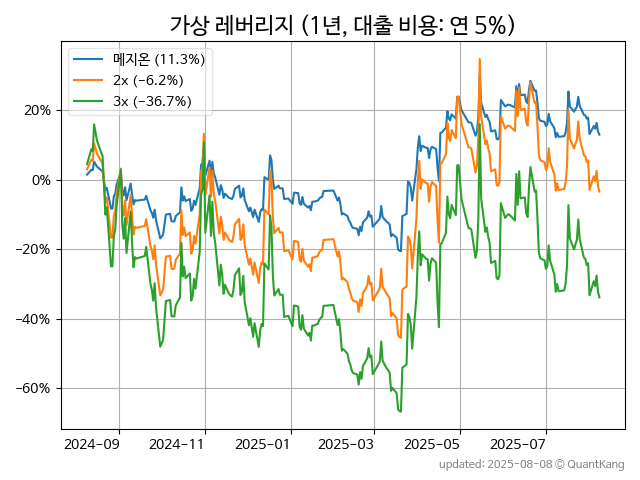 가상 레버리지 (1년, 대출 비용: 연 5%)
메지온 (11.3%)
2x (−6.2%)
3x (−36.7%)
20%
0%
−20%
−40%
−60%
2024-09
2024-11
2025-01
2025-03
2025-05
2025-07
updated: 2025-08-08 © QuantKang